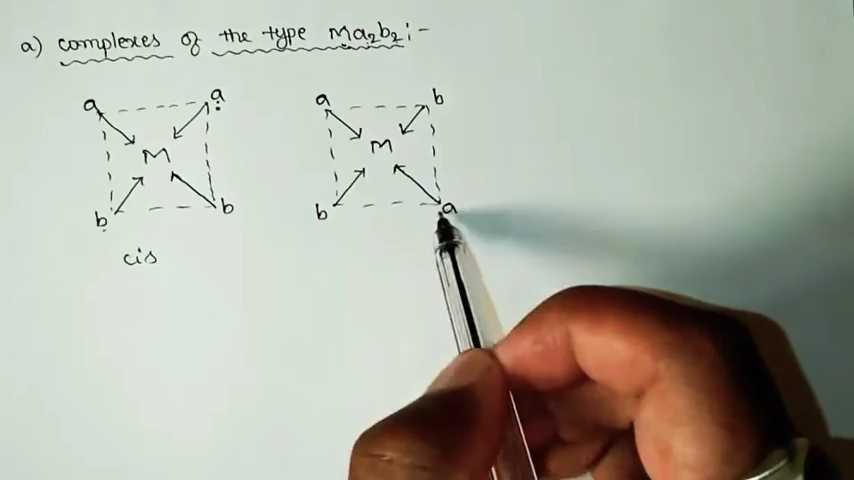 a) complexes of the type Ma₂b₂ :-
a a a b
M M
b b b a
cis